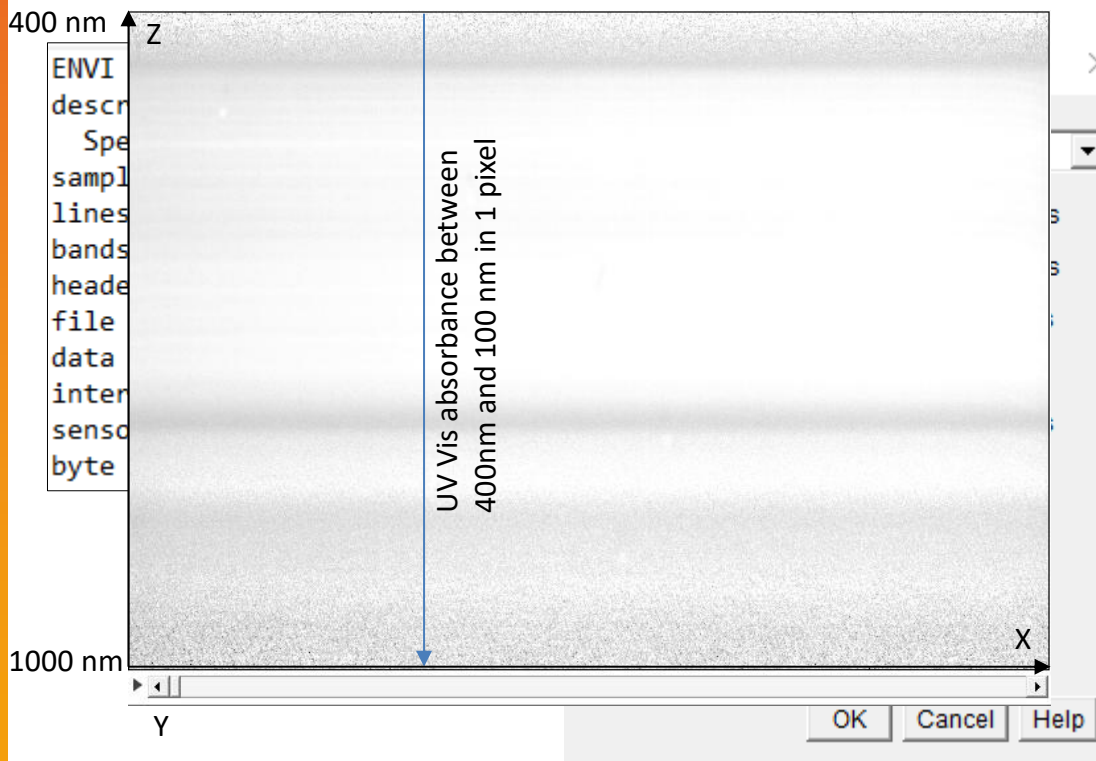 400 nm
Z
ENVI
descr
Spe
sampl
lines
bands
heade
file
data
inter
senso
byte
UV Vis absorbance between
400nm and 100 nm in 1 pixel
s
s
s
s
X
1000 nm
Y
OK Cancel Help